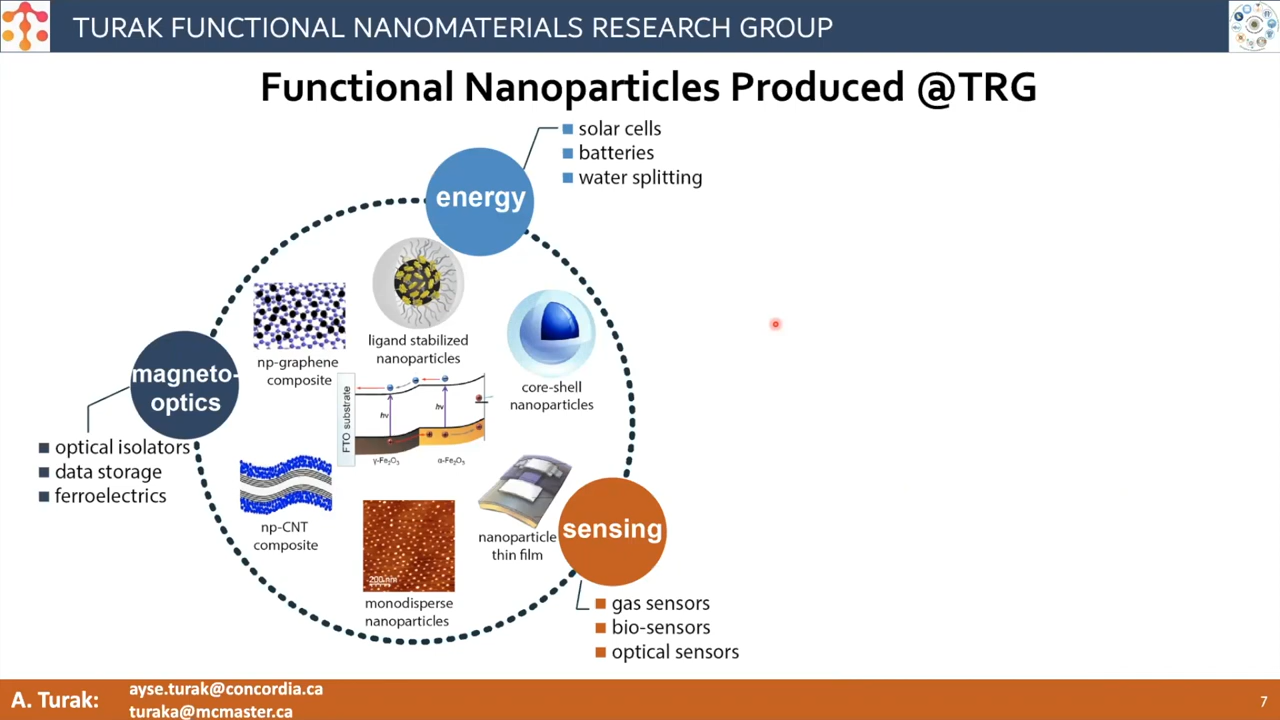 TURAK FUNCTIONAL NANOMATERIALS RESEARCH GROUP
Functional Nanoparticles Produced @TRG
solar cells
batteries
water splitting
energy
ligand stabilized
nanoparticles
np-graphene
composite
core-shell
nanoparticles
magneto-
optics
optical isolators
data storage
ferroelectrics
FTO substrate
hν
hν
γ-Fe₂O₃
α-Fe₂O₃
np-CNT
composite
nanoparticle
thin film
sensing
200 nm
monodisperse
nanoparticles
gas sensors
bio-sensors
optical sensors
A. Turak:
ayse.turak@concordia.ca
turaka@mcmaster.ca
7